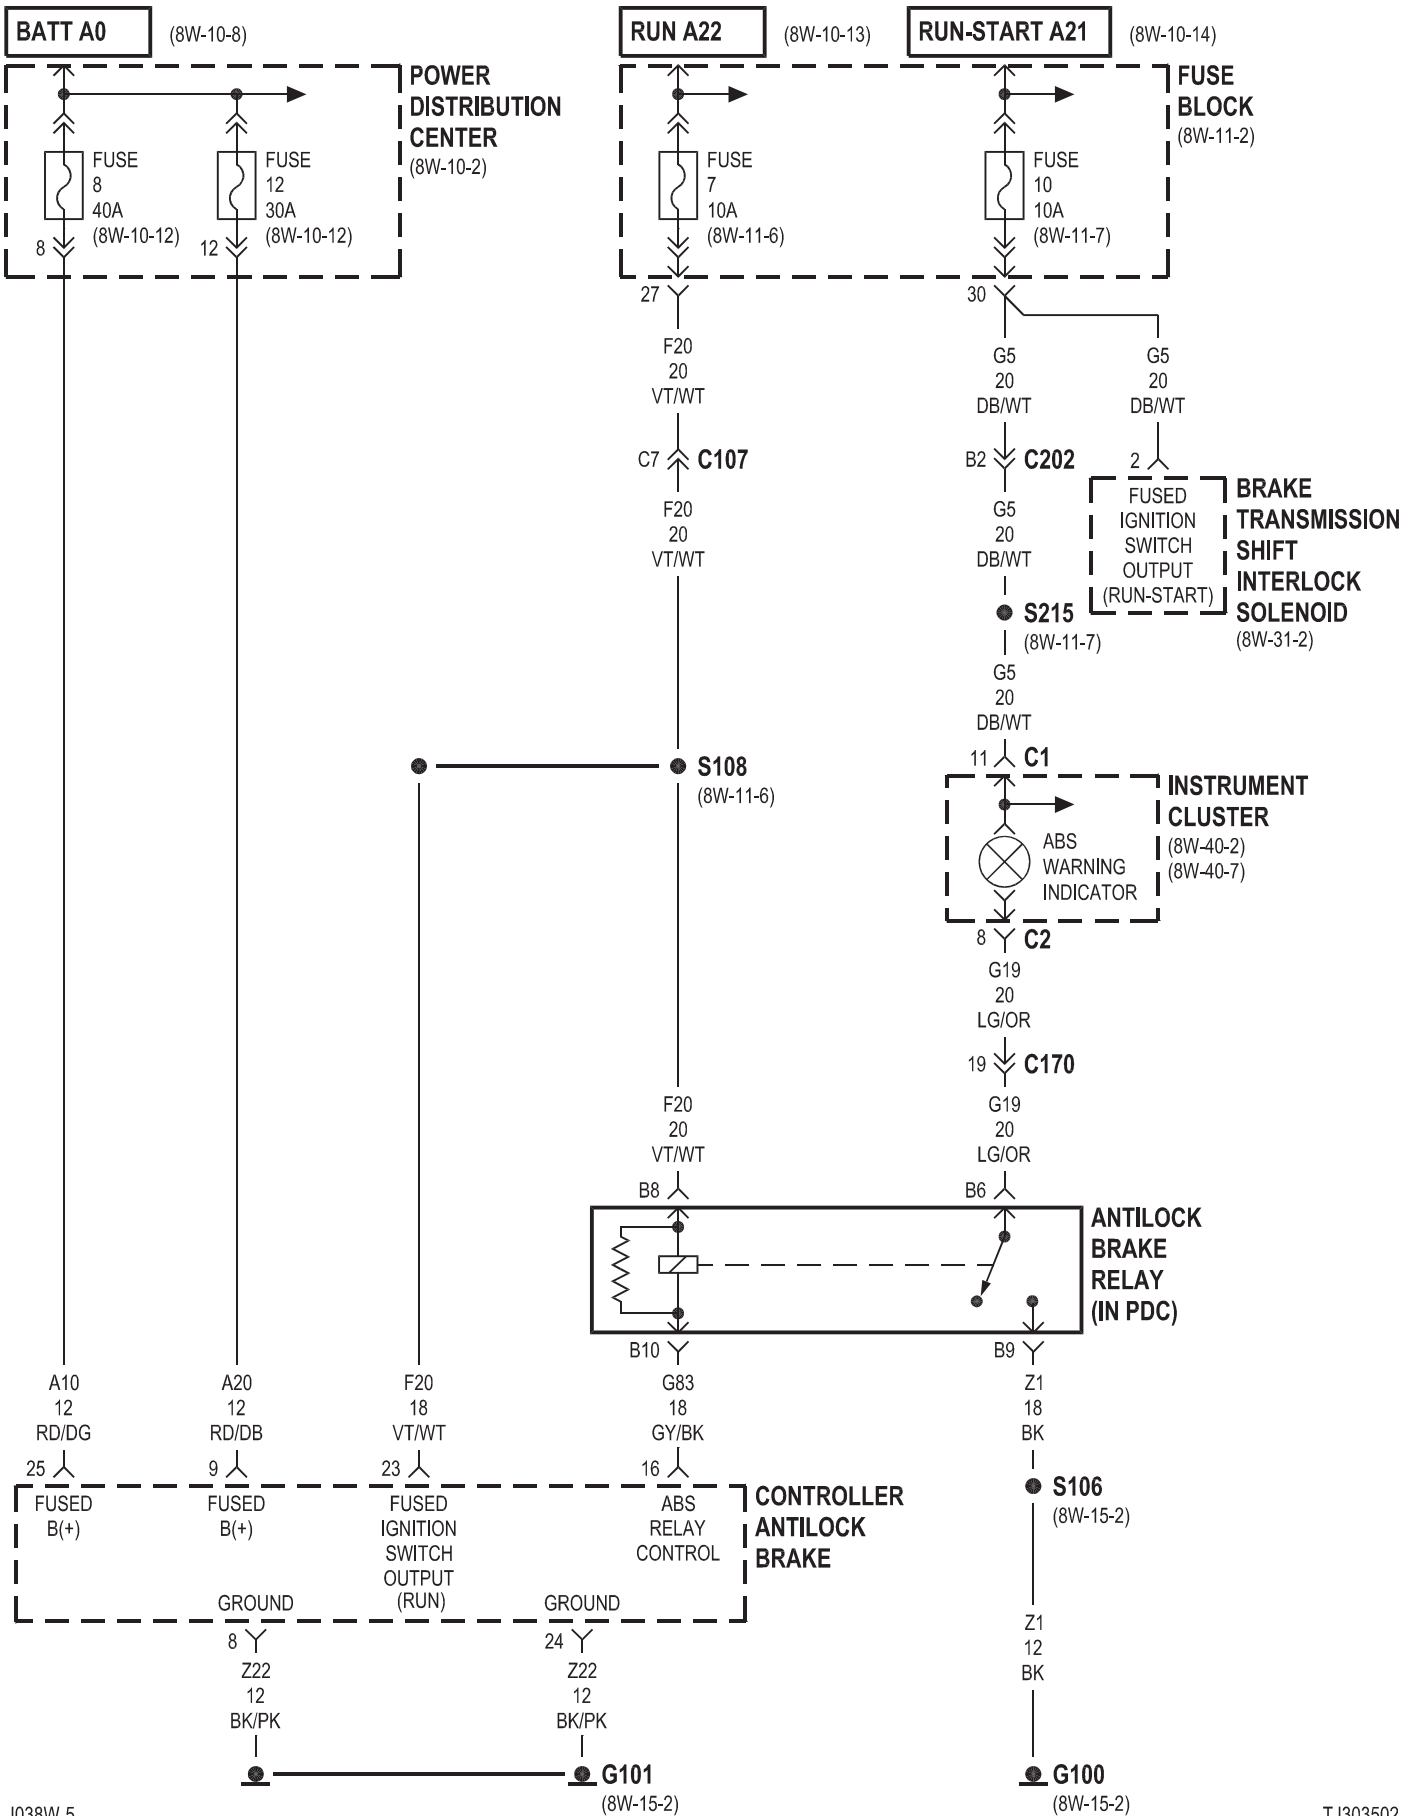 BATT A0
(8W-10-8)
RUN A22
(8W-10-13)
RUN-START A21
(8W-10-14)
POWER
DISTRIBUTION
CENTER
(8W-10-2)
FUSE
8
40A
(8W-10-12)
8
FUSE
12
30A
(8W-10-12)
12
FUSE
7
10A
(8W-11-6)
FUSE
10
10A
(8W-11-7)
FUSE
BLOCK
(8W-11-2)
27
30
F20
20
VT/WT
G5
20
DB/WT
G5
20
DB/WT
C7
C107
B2
C202
2
F20
20
VT/WT
G5
20
DB/WT
FUSED
IGNITION
SWITCH
OUTPUT
(RUN-START)
BRAKE
TRANSMISSION
SHIFT
INTERLOCK
SOLENOID
(8W-31-2)
S215
(8W-11-7)
G5
20
DB/WT
S108
(8W-11-6)
11
C1
INSTRUMENT
CLUSTER
(8W-40-2)
(8W-40-7)
ABS
WARNING
INDICATOR
8
C2
G19
20
LG/OR
19
C170
F20
20
VT/WT
G19
20
LG/OR
B8
B6
ANTILOCK
BRAKE
RELAY
(IN PDC)
B10
B9
A10
12
RD/DG
A20
12
RD/DB
F20
18
VT/WT
G83
18
GY/BK
Z1
18
BK
25
9
23
16
FUSED
B(+)
FUSED
B(+)
FUSED
IGNITION
SWITCH
OUTPUT
(RUN)
ABS
RELAY
CONTROL
CONTROLLER
ANTILOCK
BRAKE
S106
(8W-15-2)
GROUND
GROUND
8
24
Z22
12
BK/PK
Z22
12
BK/PK
Z1
12
BK
G101
(8W-15-2)
G100
(8W-15-2)
J038W-5
TJ303502